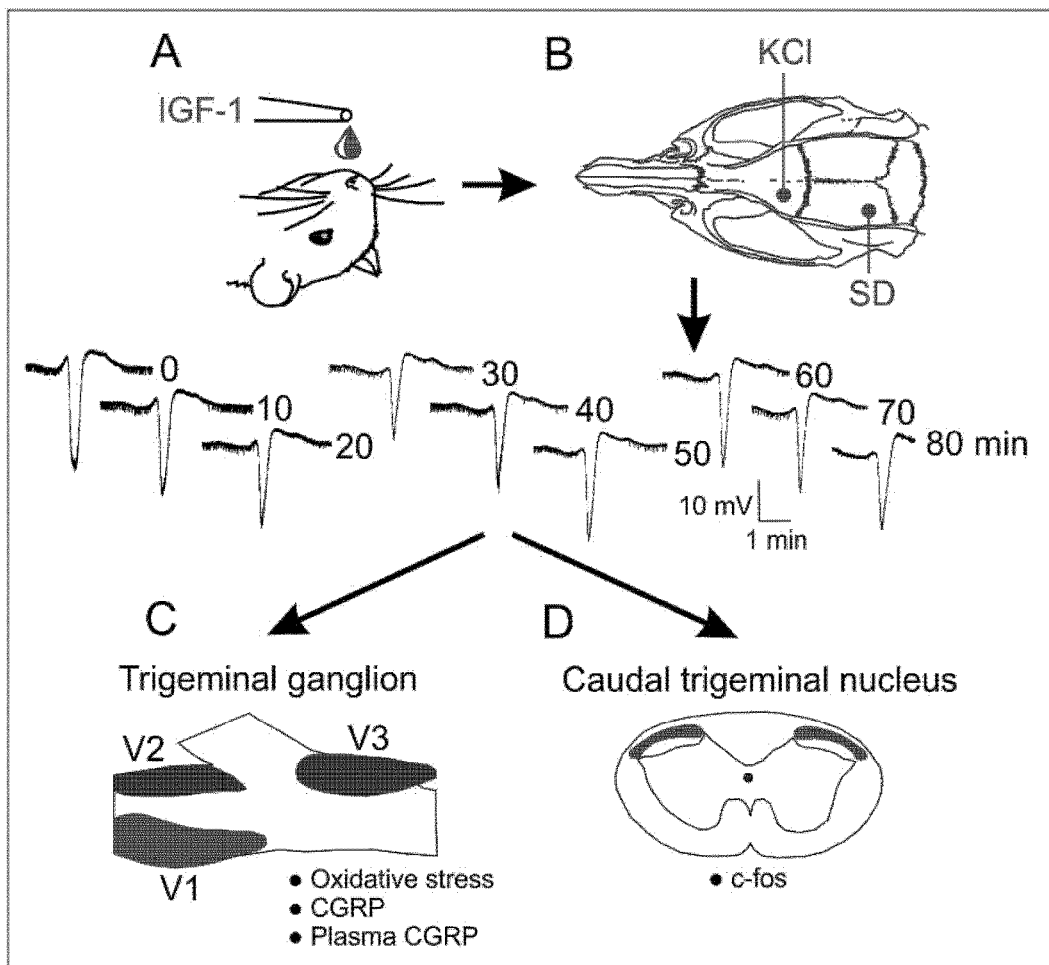 A
IGF-1
B
KCl
SD
0
10
20
30
40
50
60
70
80 min
10 mV
1 min
C
Trigeminal ganglion
V2
V3
V1
● Oxidative stress
● CGRP
● Plasma CGRP
D
Caudal trigeminal nucleus
● c-fos